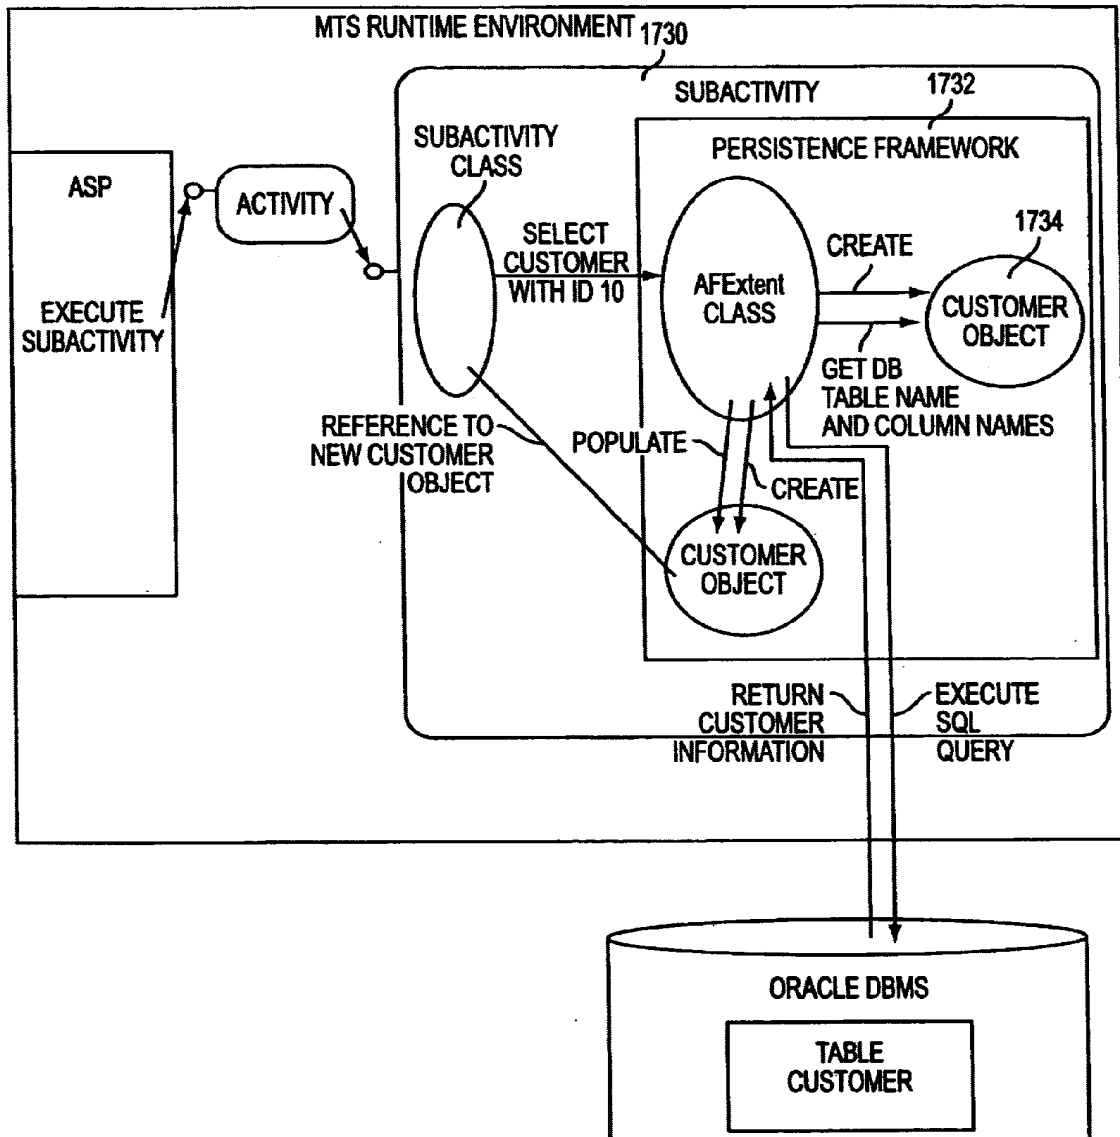 MTS RUNTIME ENVIRONMENT
1730
SUBACTIVITY
1732
PERSISTENCE FRAMEWORK
SUBACTIVITY
CLASS
ASP
ACTIVITY
EXECUTE
SUBACTIVITY
SELECT
CUSTOMER
WITH ID 10
AFExtent
CLASS
CREATE
1734
CUSTOMER
OBJECT
GET DB
TABLE NAME
AND COLUMN NAMES
REFERENCE TO
NEW CUSTOMER
OBJECT
POPULATE
CREATE
CUSTOMER
OBJECT
RETURN
CUSTOMER
INFORMATION
EXECUTE
SQL
QUERY
ORACLE DBMS
TABLE
CUSTOMER